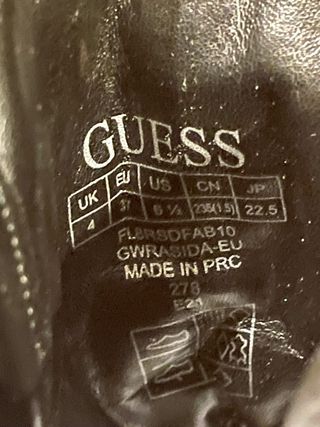 GUESS
UK EU US CN JP
4 37 6 ½ 235(1.5) 22.5
FL8RSDFAB10
GWRASIDA-EU
MADE IN PRC
278
E21